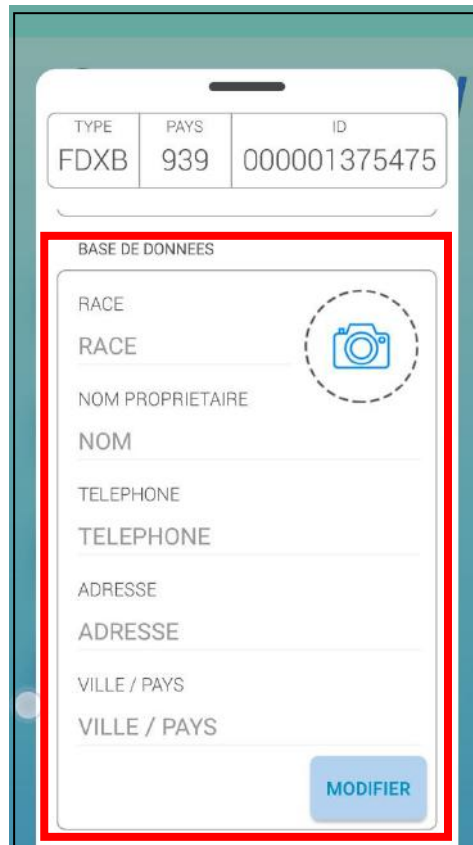 TYPE PAYS ID
FDXB 939 000001375475
BASE DE DONNEES
RACE
RACE
NOM PROPRIETAIRE
NOM
TELEPHONE
TELEPHONE
ADRESSE
ADRESSE
VILLE / PAYS
VILLE / PAYS
MODIFIER